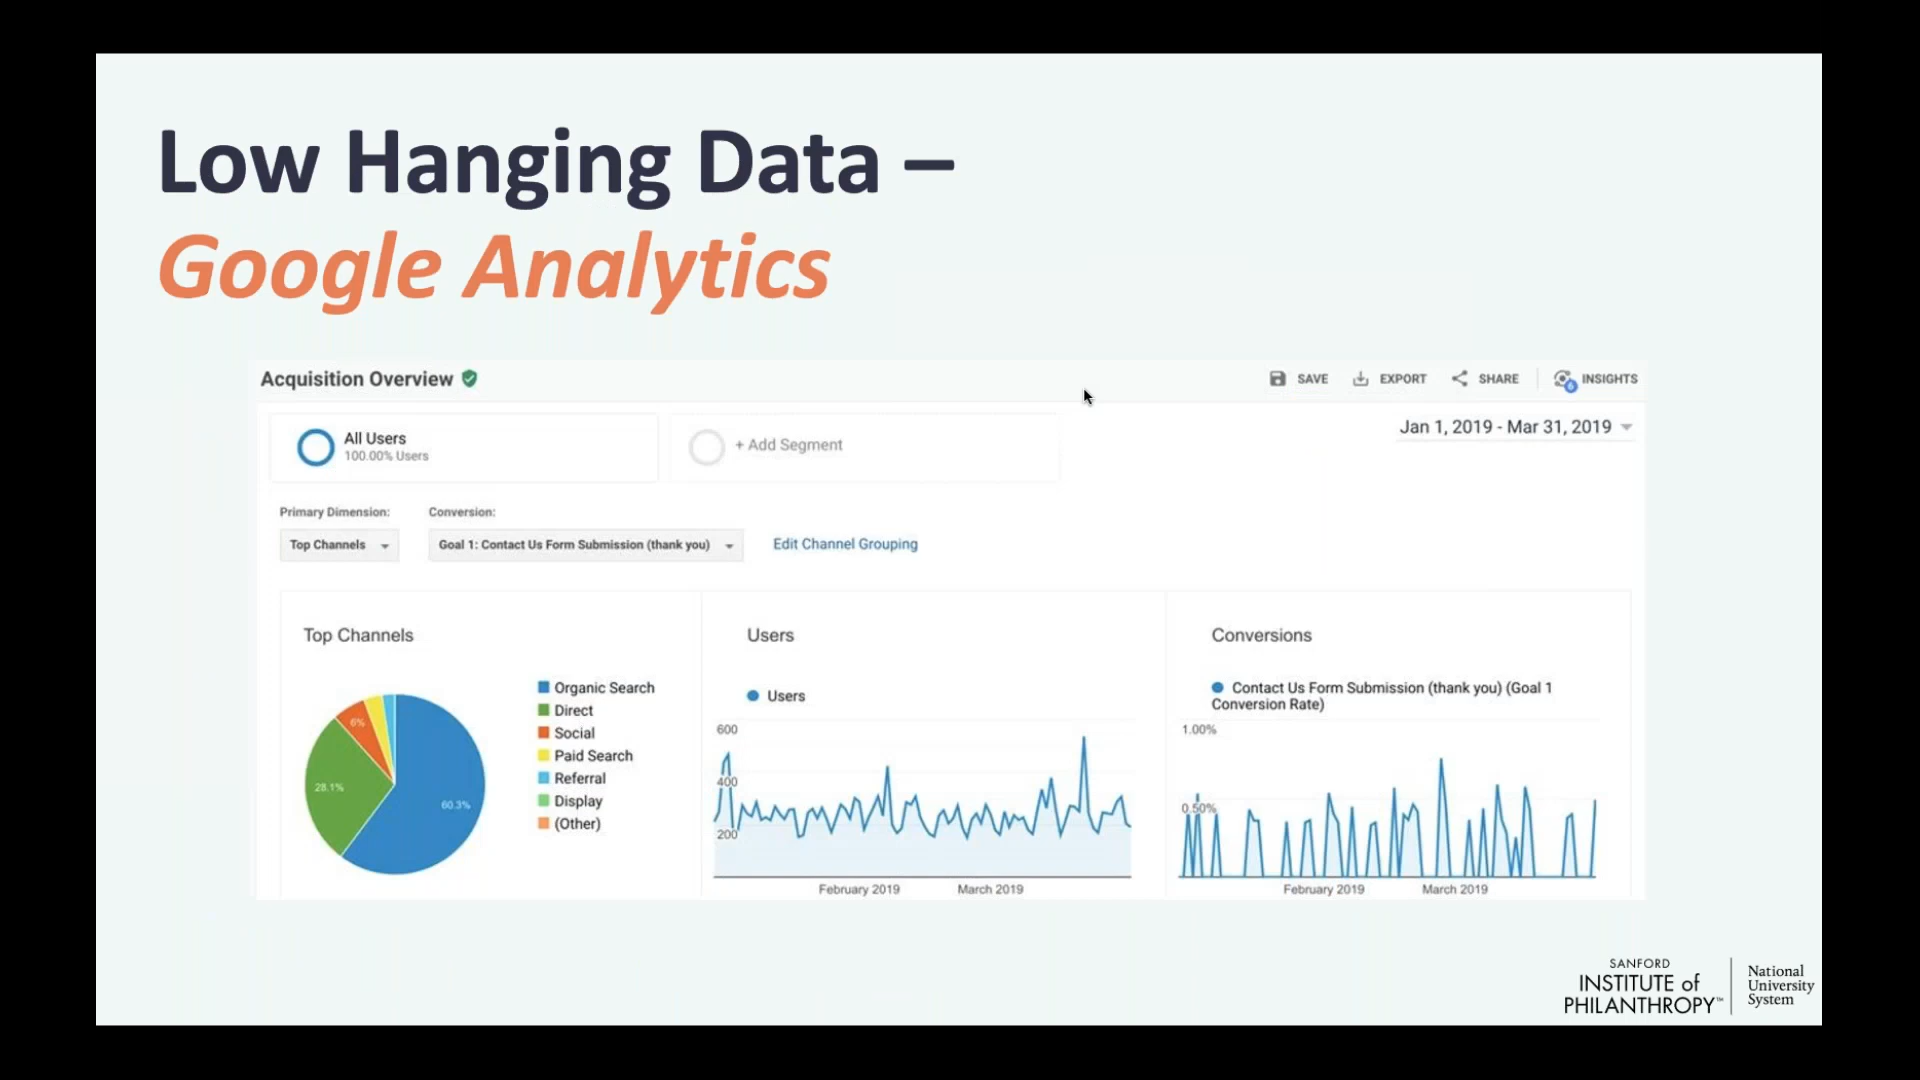 Low Hanging Data –
Google Analytics
Acquisition Overview
SAVE
EXPORT
SHARE
6
INSIGHTS
All Users
100.00% Users
+ Add Segment
Jan 1, 2019 - Mar 31, 2019
Primary Dimension:
Conversion:
Top Channels
Goal 1: Contact Us Form Submission (thank you)
Edit Channel Grouping
Top Channels
Organic Search
Direct
Social
Paid Search
Referral
Display
(Other)
6%
28.1%
60.3%
Users
Users
600
400
200
February 2019
March 2019
Conversions
Contact Us Form Submission (thank you) (Goal 1
Conversion Rate)
1.00%
0.50%
February 2019
March 2019
SANFORD
INSTITUTE of
PHILANTHROPY™
National
University
System